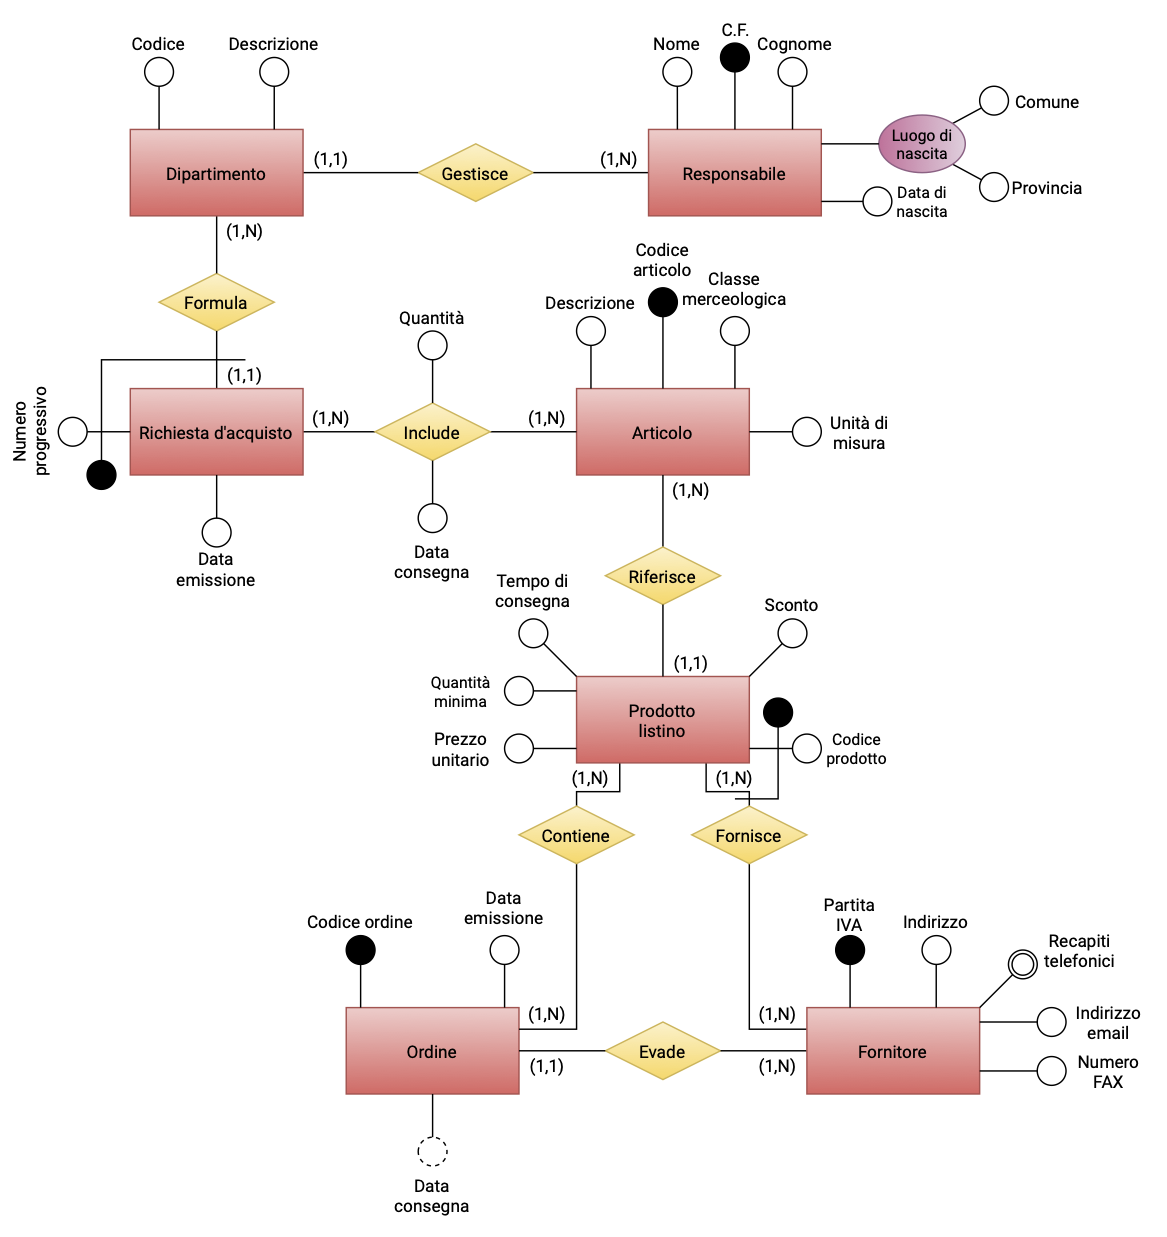 C.F.
Codice
Descrizione
Nome
Cognome
Comune
Luogo di
nascita
(1,1)
(1,N)
Dipartimento
Gestisce
Responsabile
Provincia
Data di
nascita
(1,N)
Codice
articolo
Classe
merceologica
Formula
Descrizione
Quantità
(1,1)
Numero
progressivo
(1,N)
(1,N)
Richiesta d'acquisto
Include
Articolo
Unità di
misura
(1,N)
Data
emissione
Data
consegna
Riferisce
Tempo di
consegna
Sconto
(1,1)
Quantità
minima
Prodotto
listino
Prezzo
unitario
Codice
prodotto
(1,N)
(1,N)
Contiene
Fornisce
Data
emissione
Codice ordine
Partita
IVA
Indirizzo
Recapiti
telefonici
(1,N)
(1,N)
Indirizzo
email
Ordine
Evade
Fornitore
(1,1)
(1,N)
Numero
FAX
Data
consegna